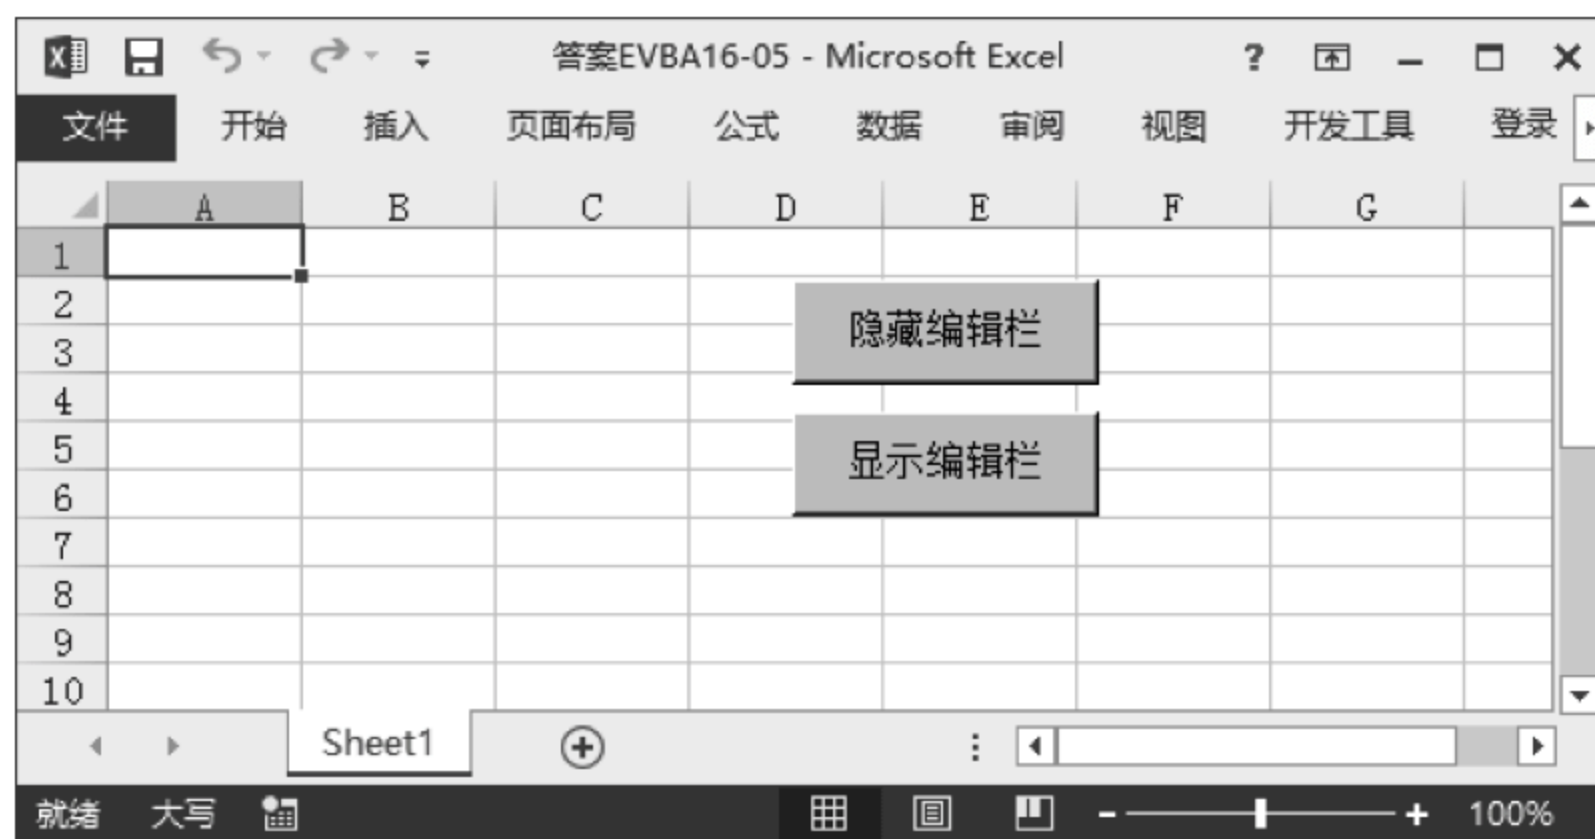 答案EVBA16-05 - Microsoft Excel ?
文件 开始 插入 页面布局 公式 数据 审阅 视图 开发工具 登录
A B C D E F G
1
2
隐藏编辑栏
3
4
5
显示编辑栏
6
7
8
9
10
Sheet1
就绪 大写 100%